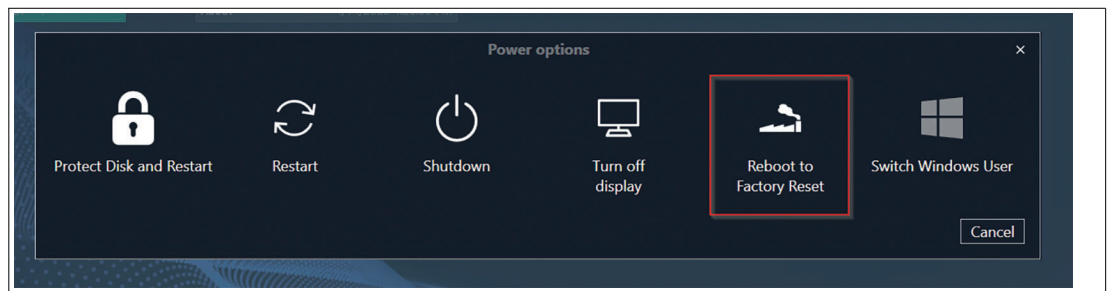 Power options
×
Protect Disk and Restart
Restart
Shutdown
Turn off
display
Reboot to
Factory Reset
Switch Windows User
Cancel